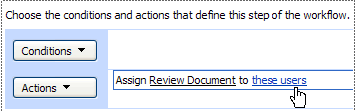 Choose the conditions and actions that define this step of the workflow.
Conditions
Actions
Assign Review Document to these users